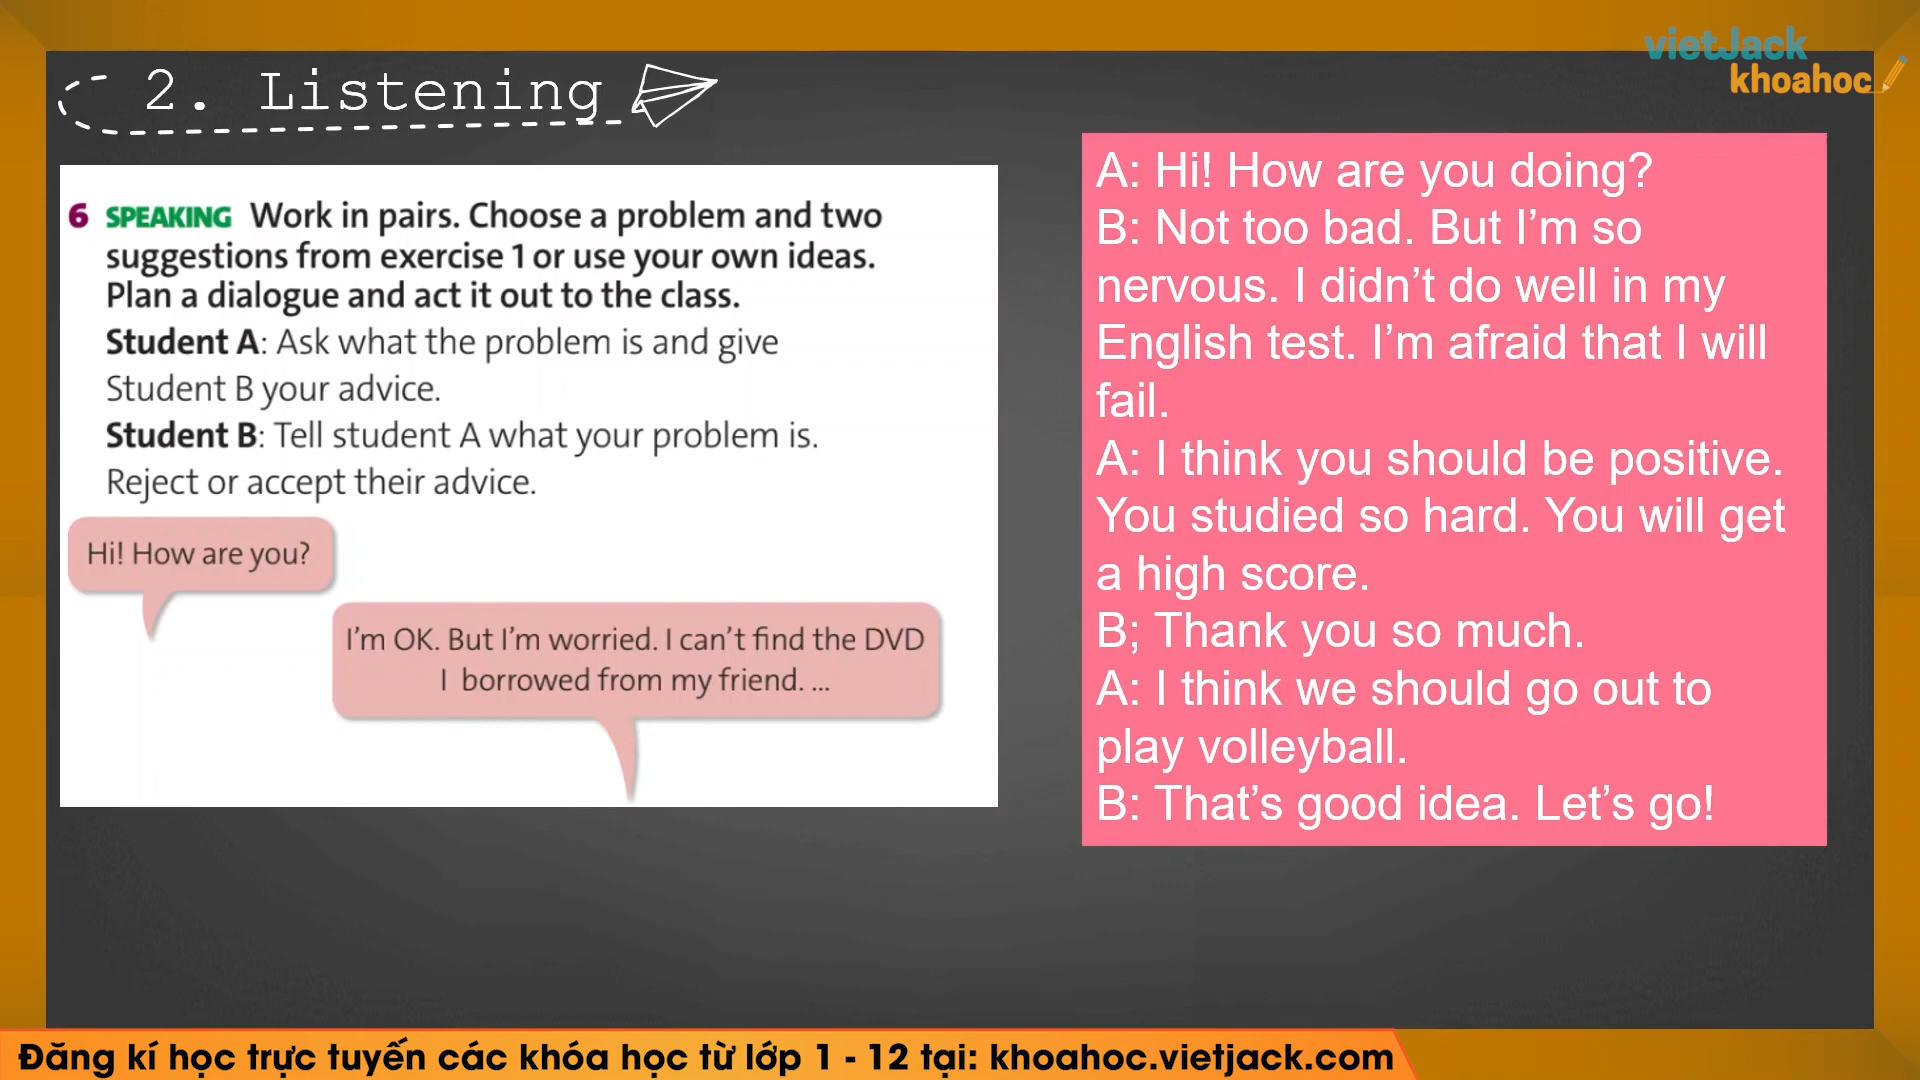 vietJack
khoahoc
2. Listening
6 SPEAKING Work in pairs. Choose a problem and two
suggestions from exercise 1 or use your own ideas.
Plan a dialogue and act it out to the class.
Student A: Ask what the problem is and give
Student B your advice.
Student B: Tell student A what your problem is.
Reject or accept their advice.
Hi! How are you?
I'm OK. But I'm worried. I can't find the DVD
I borrowed from my friend. ...
A: Hi! How are you doing?
B: Not too bad. But I’m so
nervous. I didn’t do well in my
English test. I’m afraid that I will
fail.
A: I think you should be positive.
You studied so hard. You will get
a high score.
B; Thank you so much.
A: I think we should go out to
play volleyball.
B: That’s good idea. Let’s go!
Đăng kí học trực tuyến các khóa học từ lớp 1 - 12 tại: khoahoc.vietjack.com